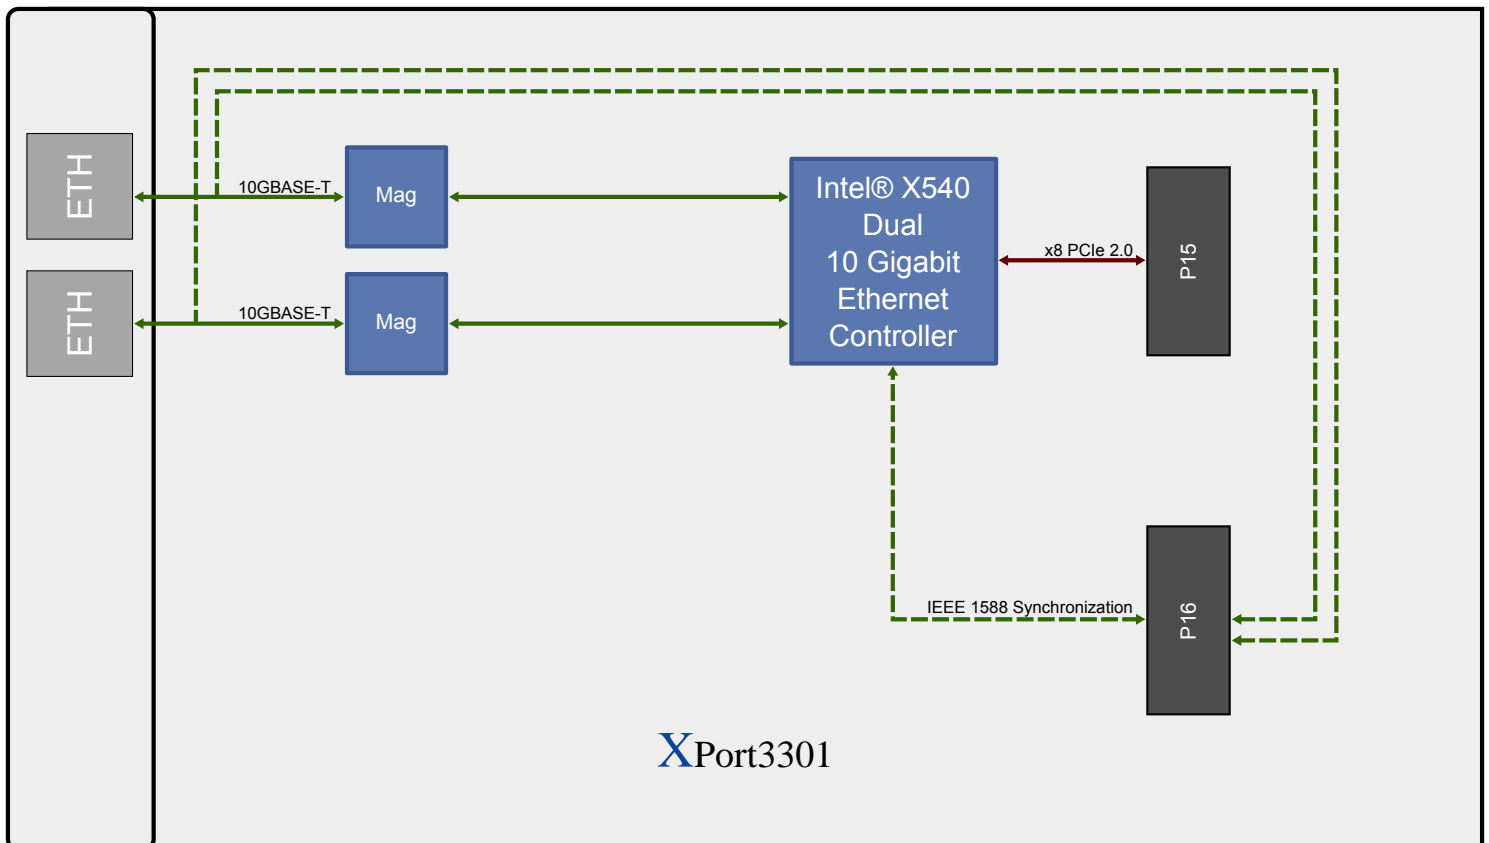 ETH
10GBASE-T
Mag
Intel® X540
Dual
10 Gigabit
Ethernet
Controller
x8 PCIe 2.0
P15
ETH
10GBASE-T
Mag
IEEE 1588 Synchronization
P16
XPort3301